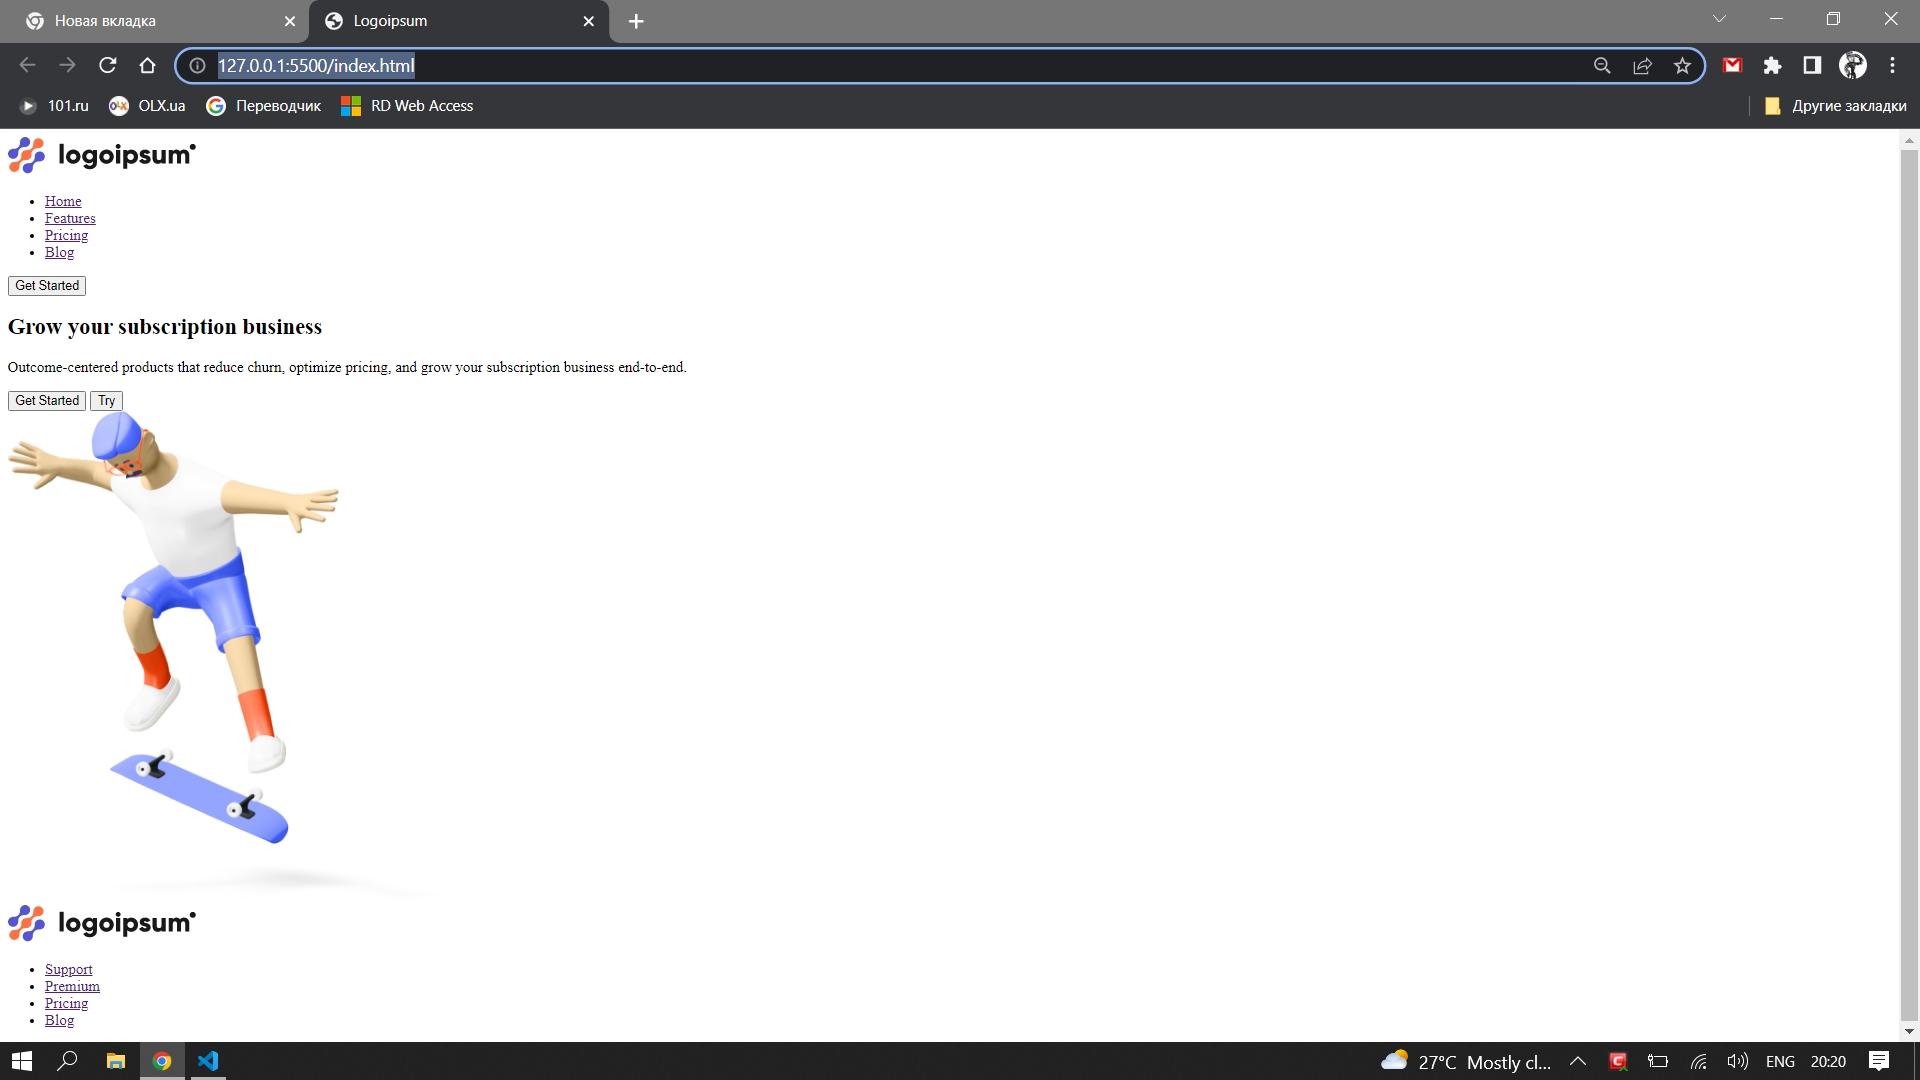 Новая вкладка
Logoipsum
127.0.0.1:5500/index.html
101.ru
OLX.ua
Переводчик
RD Web Access
Другие закладки
logoipsum
Home
Features
Pricing
Blog
Get Started
Grow your subscription business
Outcome-centered products that reduce churn, optimize pricing, and grow your subscription business end-to-end.
Get Started Try
logoipsum
Support
Premium
Pricing
Blog
27°C Mostly cl...
ENG
20:20